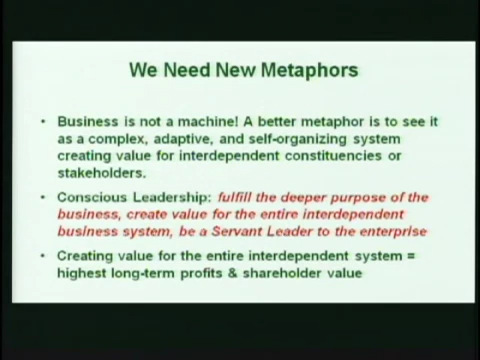 We Need New Metaphors
• Business is not a machine! A better metaphor is to see it
as a complex, adaptive, and self-organizing system
creating value for interdependent constituencies or
stakeholders.
• Conscious Leadership: fulfill the deeper purpose of the
business, create value for the entire interdependent
business system, be a Servant Leader to the enterprise
• Creating value for the entire interdependent system =
highest long-term profits & shareholder value